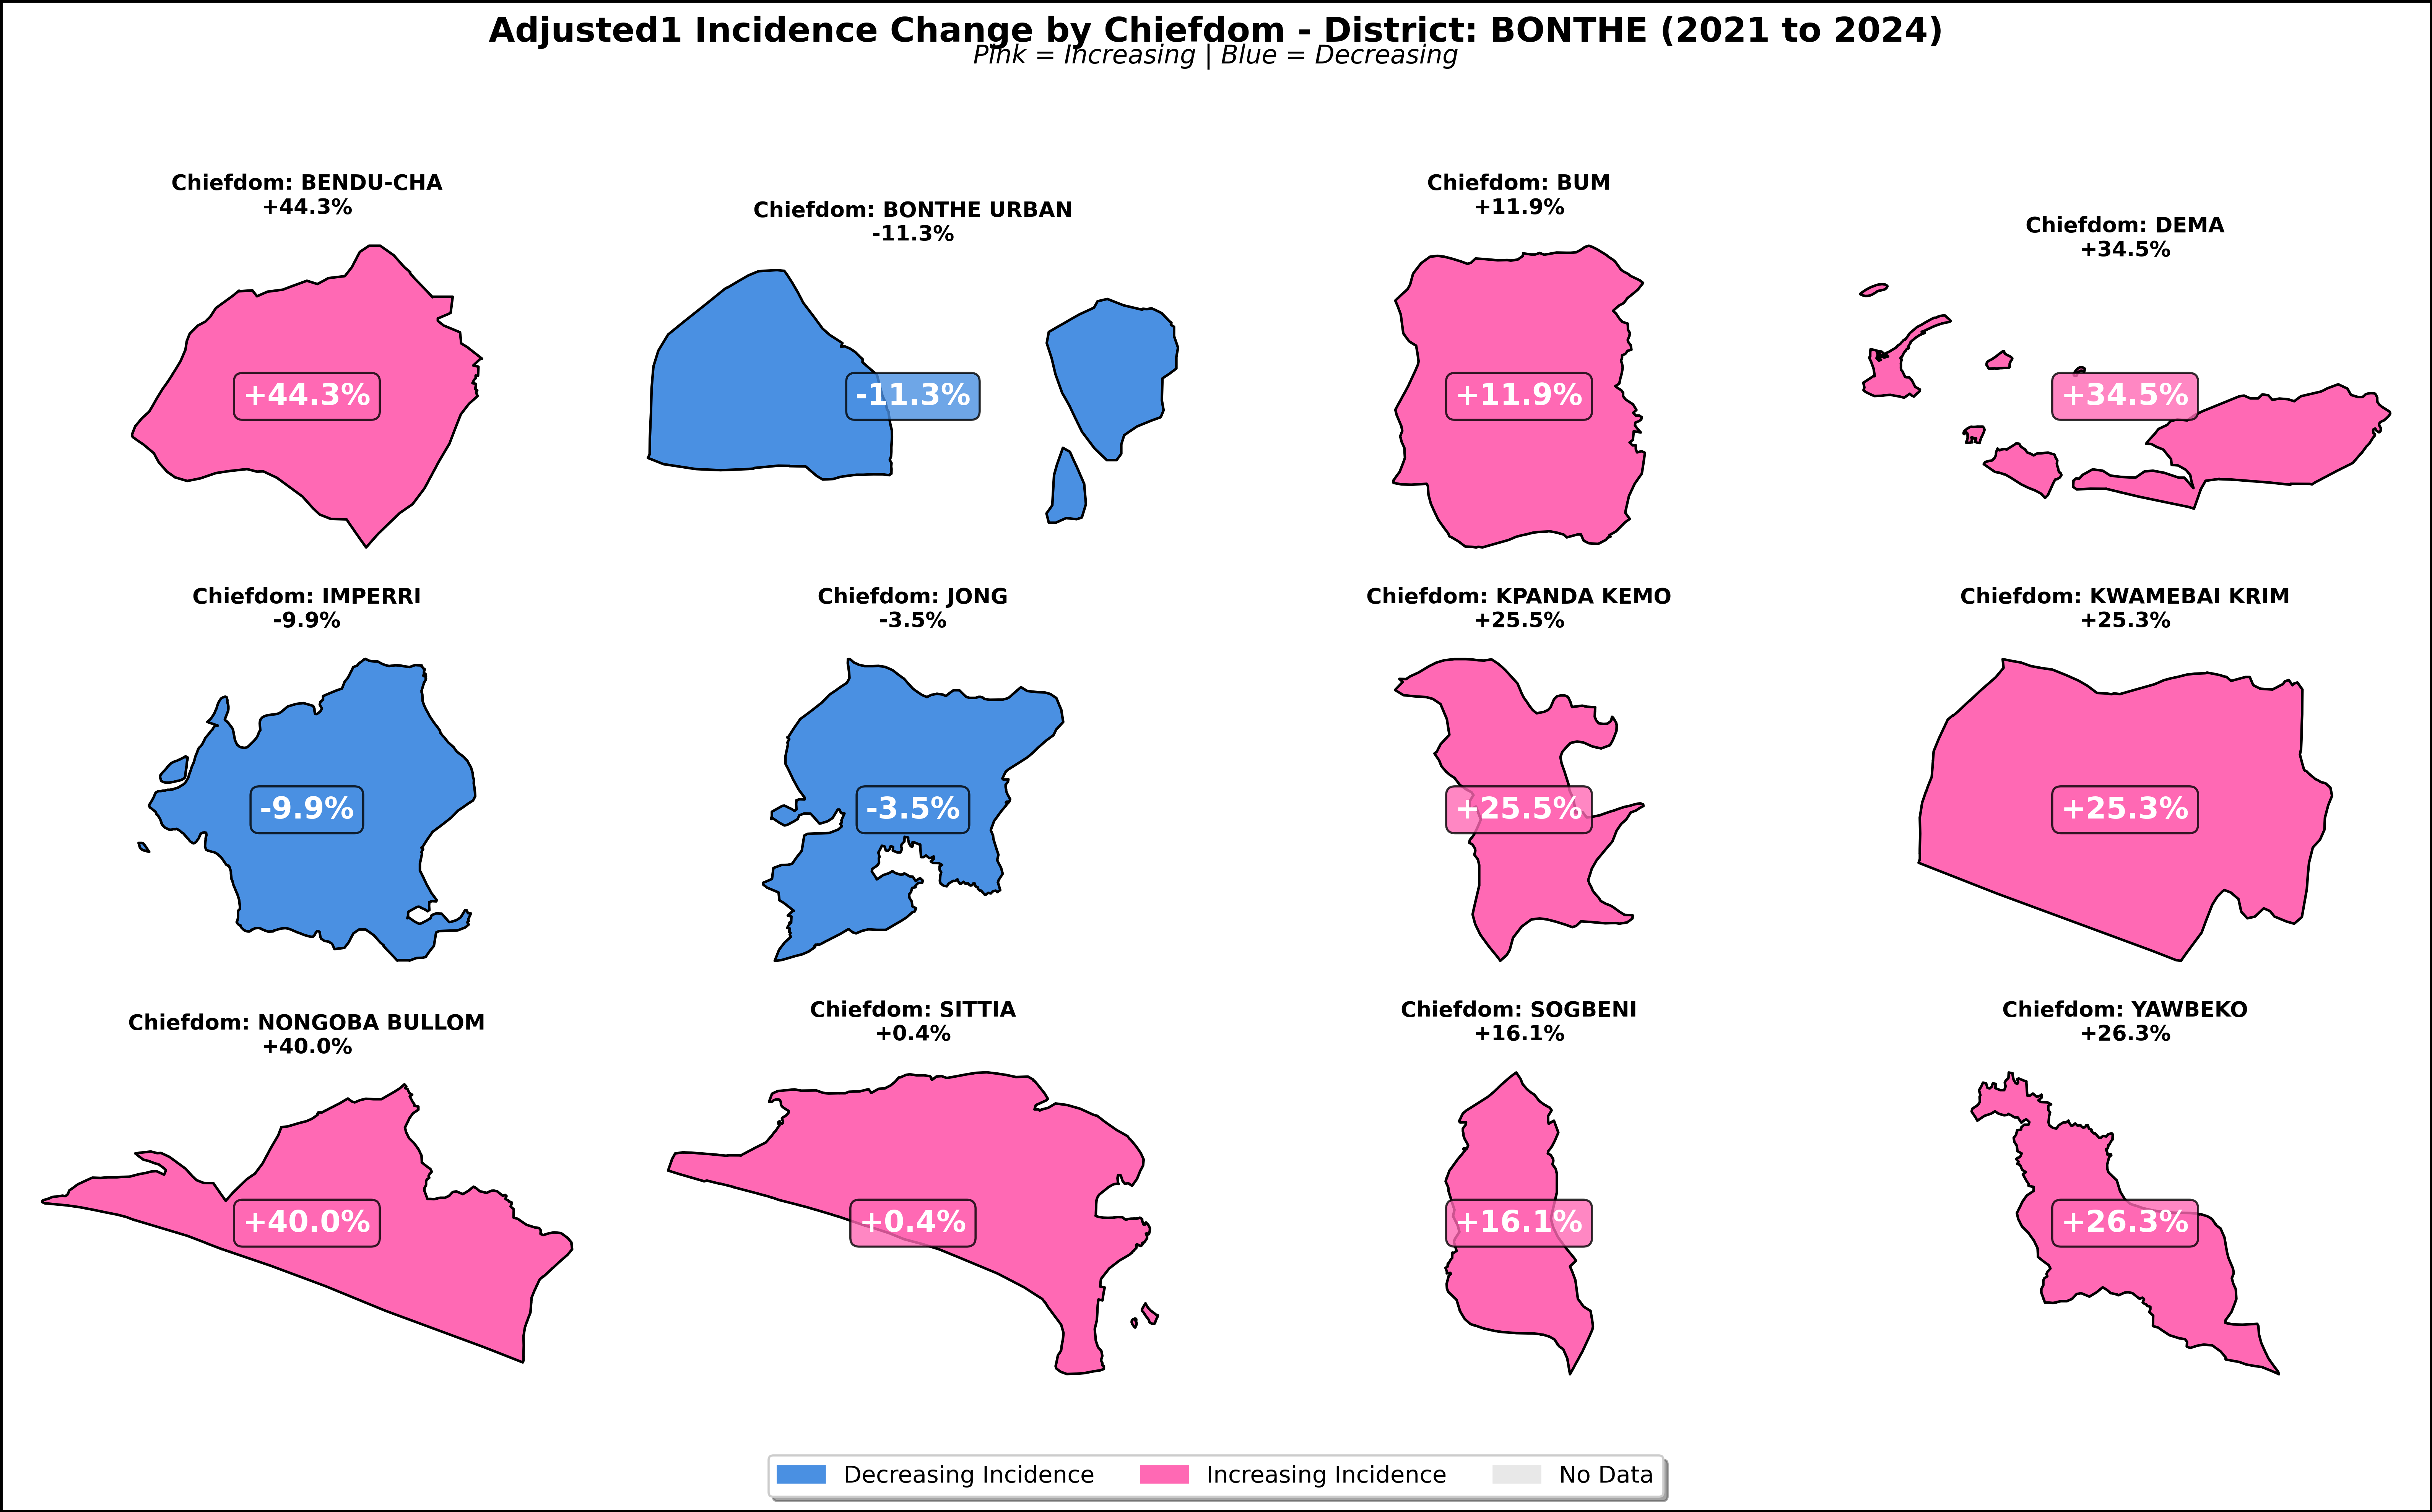 Adjusted1 Incidence Change by Chiefdom - District: BONTHE (2021 to 2024)
Pink = Increasing | Blue = Decreasing
Chiefdom: BENDU-CHA
+44.3%
+44.3%
Chiefdom: BONTHE URBAN
-11.3%
-11.3%
Chiefdom: BUM
+11.9%
+11.9%
Chiefdom: DEMA
+34.5%
+34.5%
Chiefdom: IMPERRI
-9.9%
-9.9%
Chiefdom: JONG
-3.5%
-3.5%
Chiefdom: KPANDA KEMO
+25.5%
+25.5%
Chiefdom: KWAMEBAI KRIM
+25.3%
+25.3%
Chiefdom: NONGOBA BULLOM
+40.0%
+40.0%
Chiefdom: SITTIA
+0.4%
+0.4%
Chiefdom: SOGBENI
+16.1%
+16.1%
Chiefdom: YAWBEKO
+26.3%
+26.3%
Decreasing Incidence
Increasing Incidence
No Data